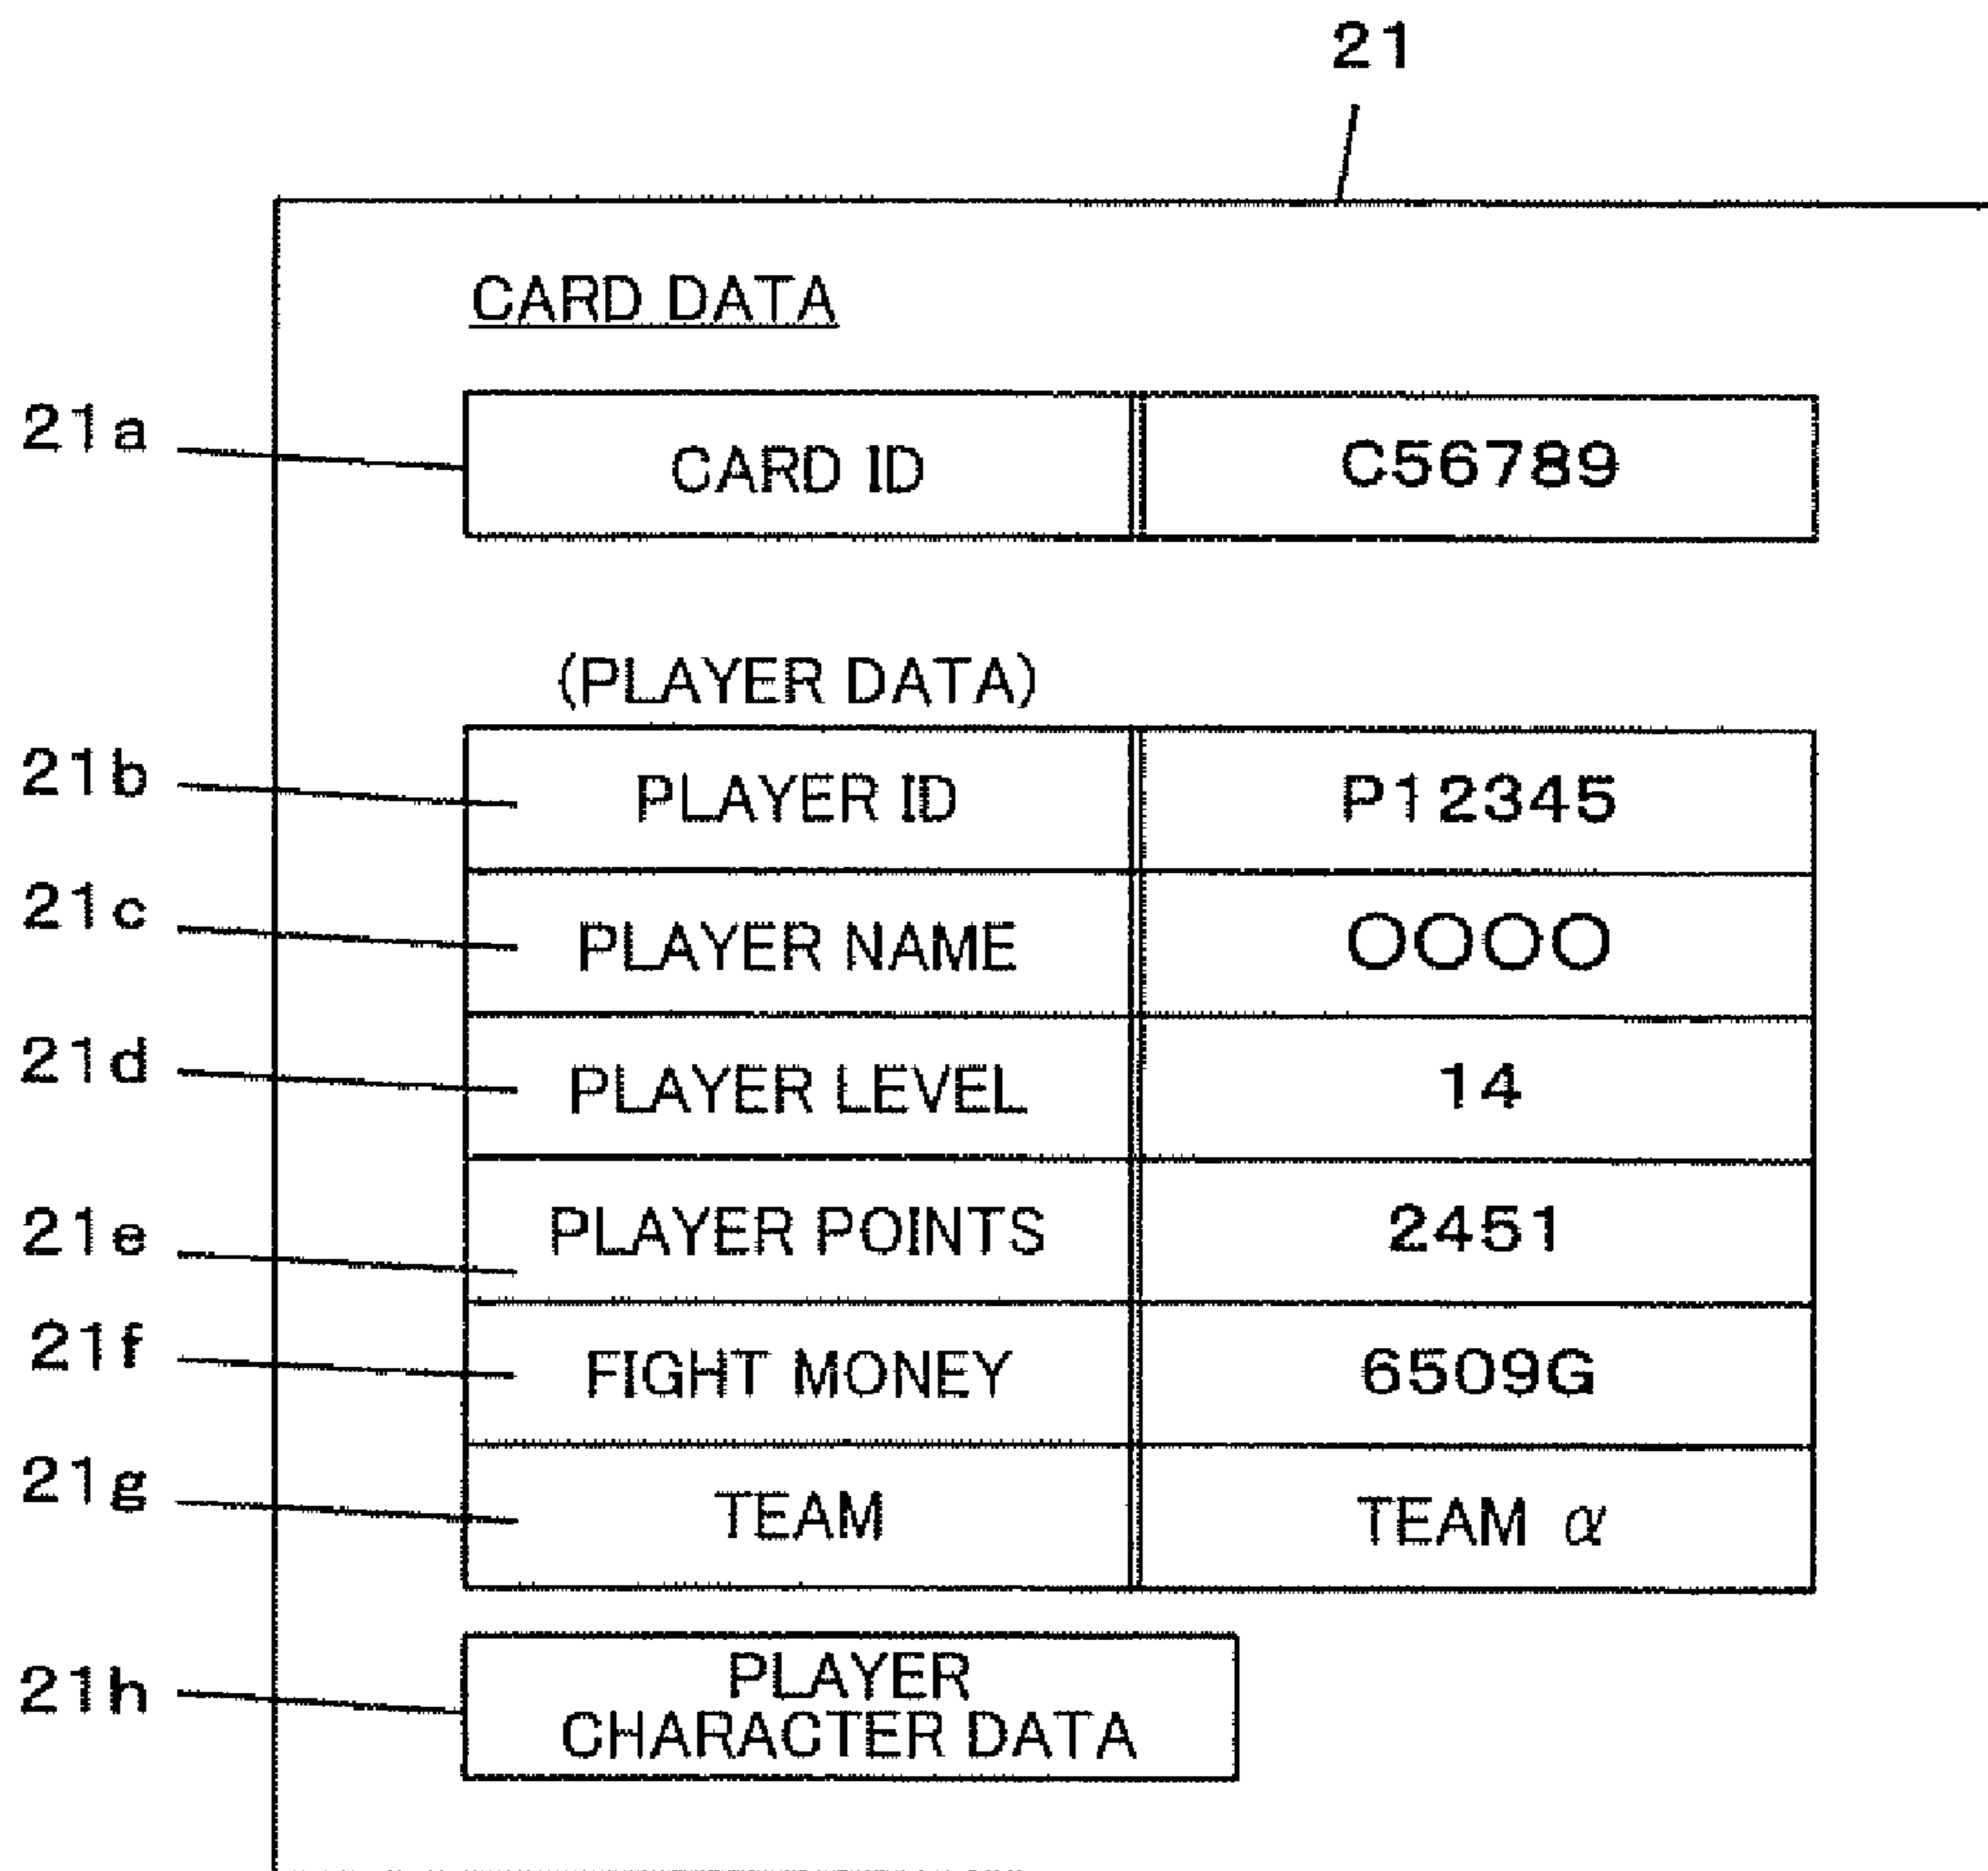 21
CARD DATA
21a CARD ID C56789
(PLAYER DATA)
21b PLAYER ID P12345
21c PLAYER NAME ○○○○
21d PLAYER LEVEL 14
21e PLAYER POINTS 2451
21f FIGHT MONEY 6509G
21g TEAM TEAM α
21h PLAYER
CHARACTER DATA